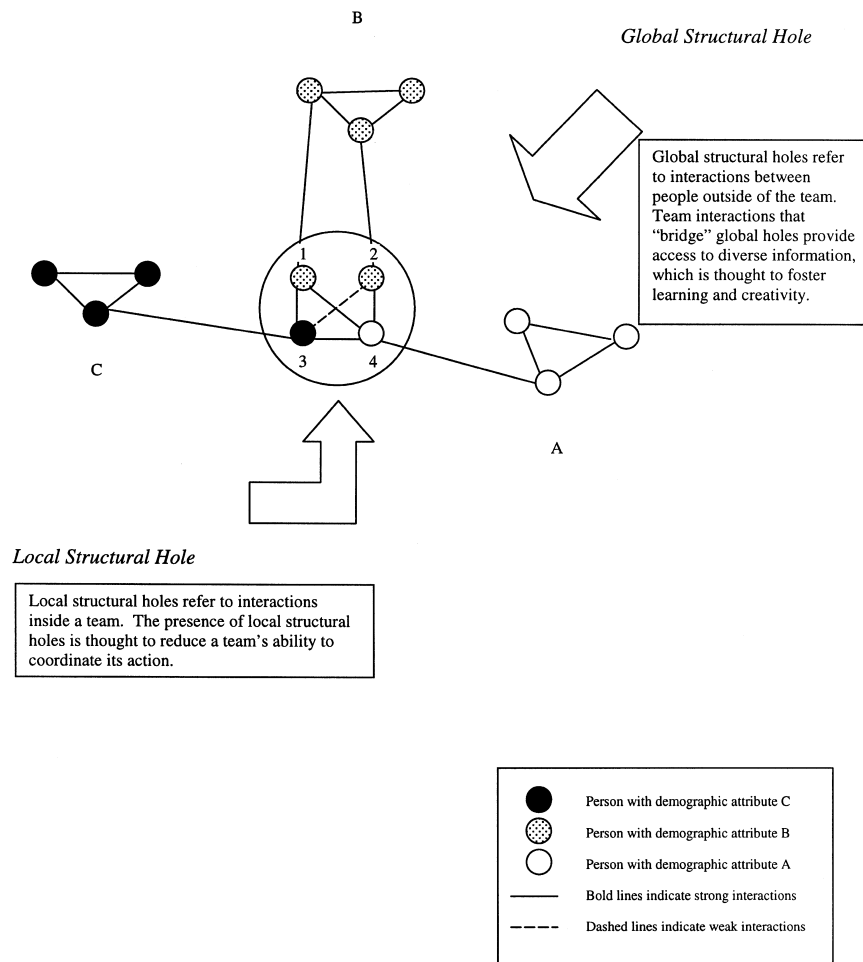 B
Global Structural Hole
Global structural holes refer
to interactions between
people outside of the team.
Team interactions that
“bridge” global holes provide
access to diverse information,
which is thought to foster
learning and creativity.
1 2
3 4
C
A
Local Structural Hole
Local structural holes refer to interactions
inside a team.  The presence of local structural
holes is thought to reduce a team’s ability to
coordinate its action.
Person with demographic attribute C
Person with demographic attribute B
Person with demographic attribute A
Bold lines indicate strong interactions
Dashed lines indicate weak interactions